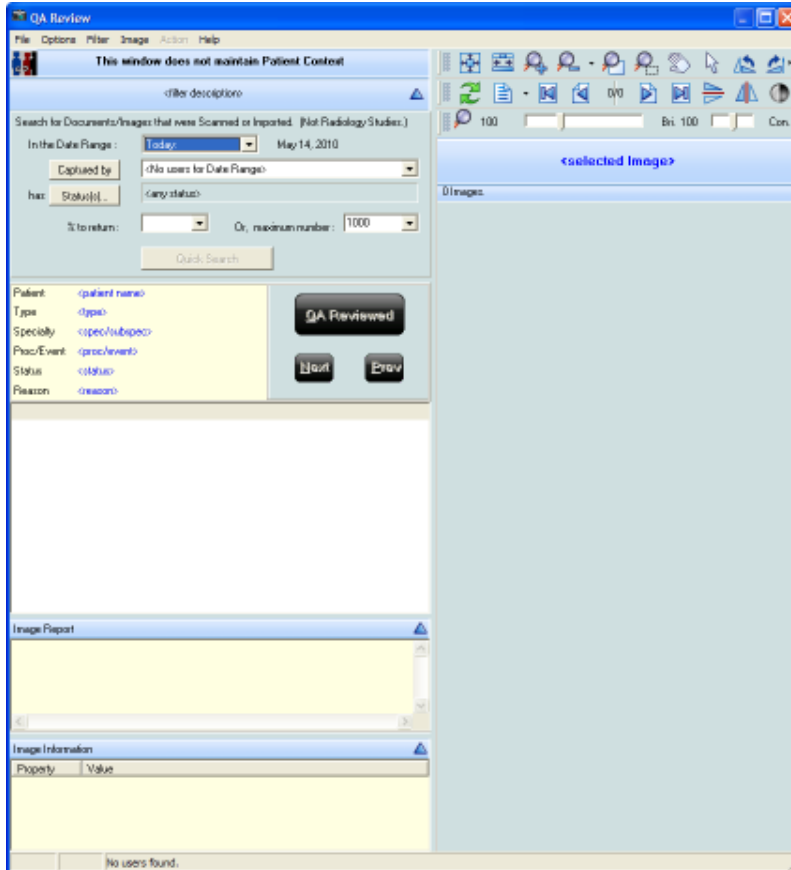 QA Review
File Options Filter Image Action Help
This window does not maintain Patient Context
<filter description>
Search for Documents/Images that were Scanned or Imported. (Not Radiology Studies.)
In the Date Range :
Today:
May 14, 2010
Captured by
<No users for Date Range>
has:
Status(s)...
<any status>
% to return :
Or, maximum number :
1000
Quick Search
Patient <patient name>
Type <type>
Specialty <spec/subspec>
Proc/Event <proc/event>
Status <status>
Reason <reason>
QA Reviewed
Next
Prev
Image Report
Image Information
Property Value
No users found.
0/0
100
Bri. 100
Con.
<selected Image>
0 Images.